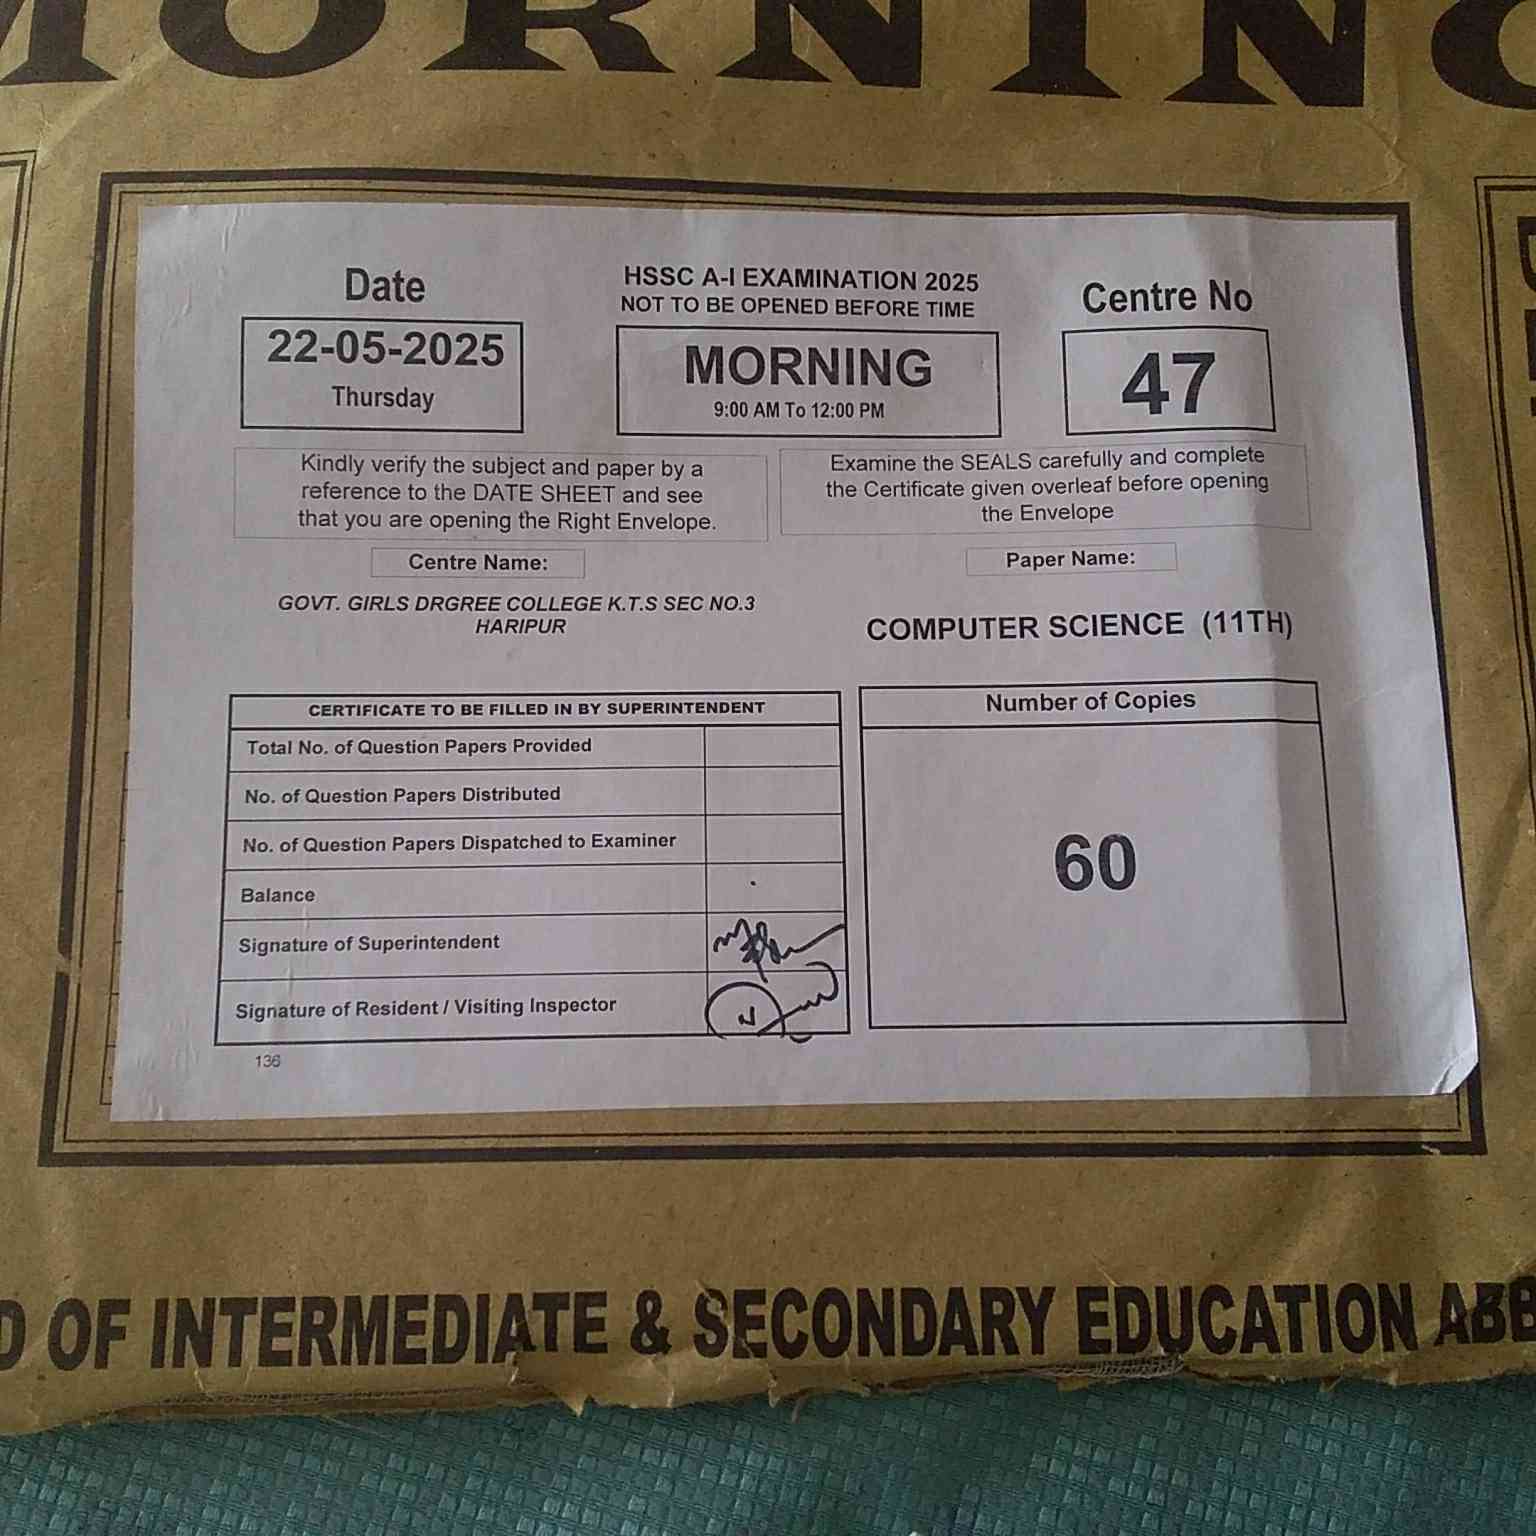 MORNING
Date
22-05-2025
Thursday
HSSC A-I EXAMINATION 2025
NOT TO BE OPENED BEFORE TIME
MORNING
9:00 AM To 12:00 PM
Centre No
47
Kindly verify the subject and paper by a
reference to the DATE SHEET and see
that you are opening the Right Envelope.
Examine the SEALS carefully and complete
the Certificate given overleaf before opening
the Envelope
Centre Name:
GOVT. GIRLS DRGREE COLLEGE K.T.S SEC NO.3
HARIPUR
Paper Name:
COMPUTER SCIENCE (11TH)
CERTIFICATE TO BE FILLED IN BY SUPERINTENDENT
Total No. of Question Papers Provided
No. of Question Papers Distributed
No. of Question Papers Dispatched to Examiner
Balance
Signature of Superintendent
Signature of Resident / Visiting Inspector
Number of Copies
60
136
D OF INTERMEDIATE & SECONDARY EDUCATION ABB